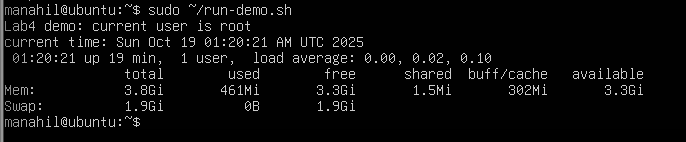 manahil@ubuntu:~$ sudo ~/run-demo.sh
Lab4 demo: current user is root
current time: Sun Oct 19 01:20:21 AM UTC 2025
 01:20:21 up 19 min,  1 user,  load average: 0.00, 0.02, 0.10
               total        used        free      shared  buff/cache   available
Mem:           3.8Gi       461Mi       3.3Gi       1.5Mi       302Mi       3.3Gi
Swap:          1.9Gi          0B       1.9Gi
manahil@ubuntu:~$